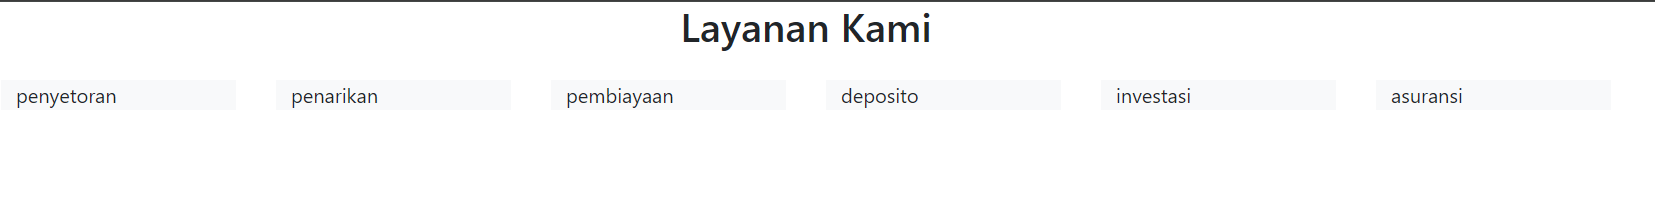 Layanan Kami
penyetoran penarikan pembiayaan deposito investasi asuransi